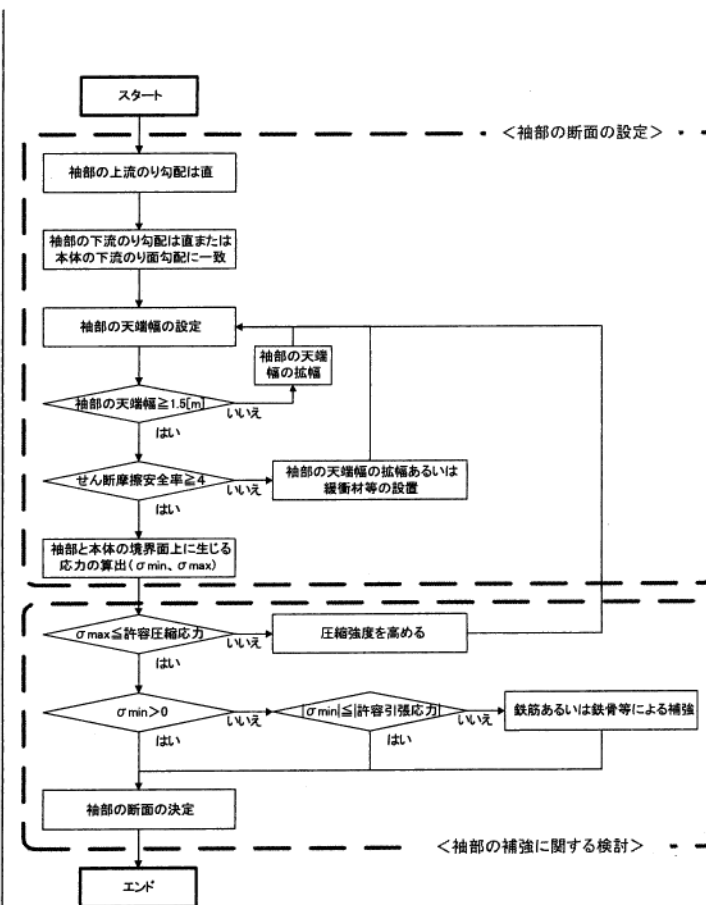 スタート
＜袖部の断面の設定＞
袖部の上流のり勾配は直
袖部の下流のり勾配は直または
本体の下流のり面勾配に一致
袖部の天端幅の設定
袖部の天端
幅の拡幅
袖部の天端幅≧1.5[m]
いいえ
はい
せん断摩擦安全率≧4
いいえ
袖部の天端幅の拡幅あるいは
緩衝材等の設置
はい
袖部と本体の境界面上に生じる
応力の算出(σmin、σmax)
σmax≦許容圧縮応力
いいえ
圧縮強度を高める
はい
σmin>0
いいえ
|σmin|≦|許容引張応力|
いいえ
鉄筋あるいは鉄骨等による補強
はい
はい
袖部の断面の決定
＜袖部の補強に関する検討＞
エンド